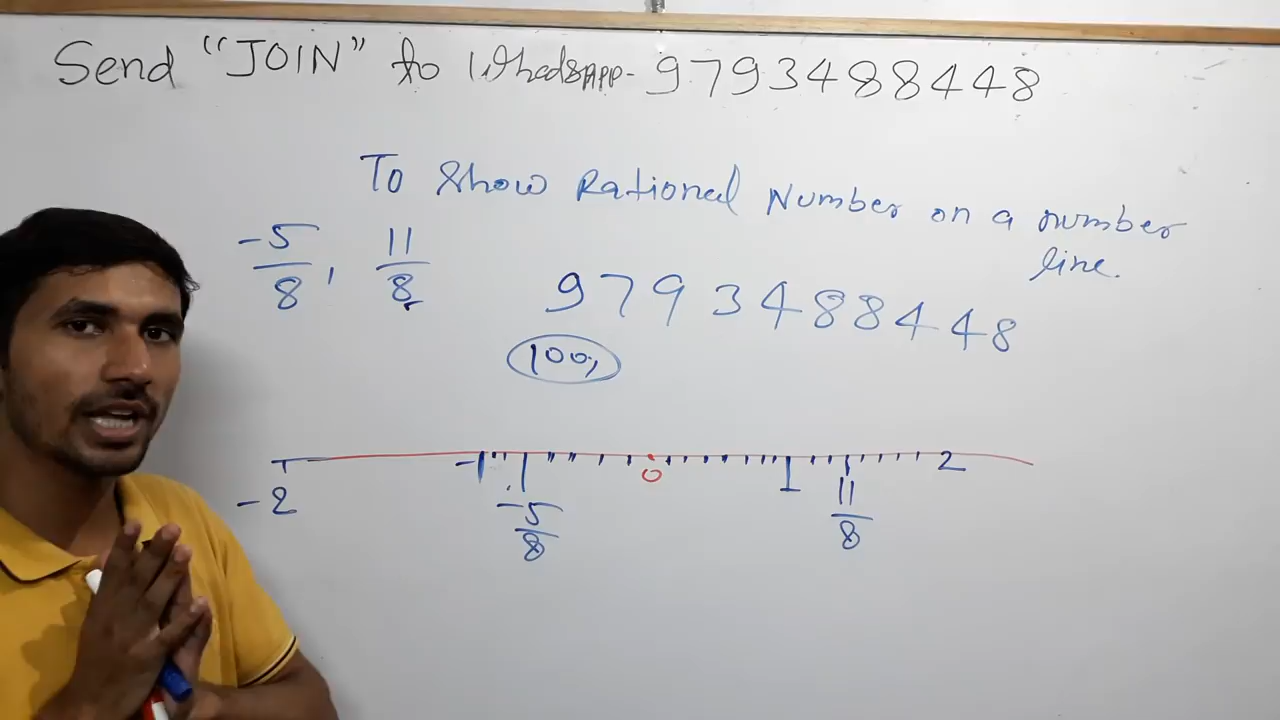 Send "JOIN" to WhatsAPP- 9793488448
To Show Rational Number on a number
line.
-5/8, 11/8
9793488448
100%
-2 -1 0 1 2
-5/8 11/8